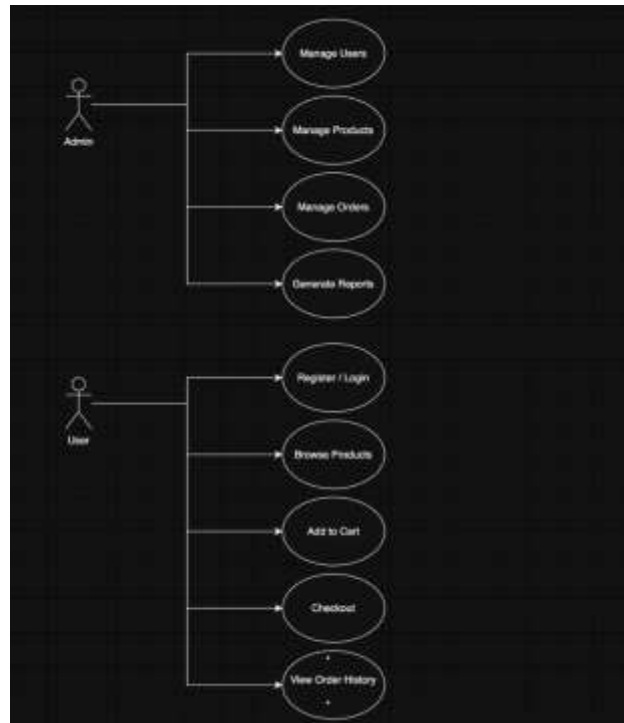 Manage Users
Admin
Manage Products
Manage Orders
Generate Reports
Register / Login
User
Browse Products
Add to Cart
Checkout
View Order History